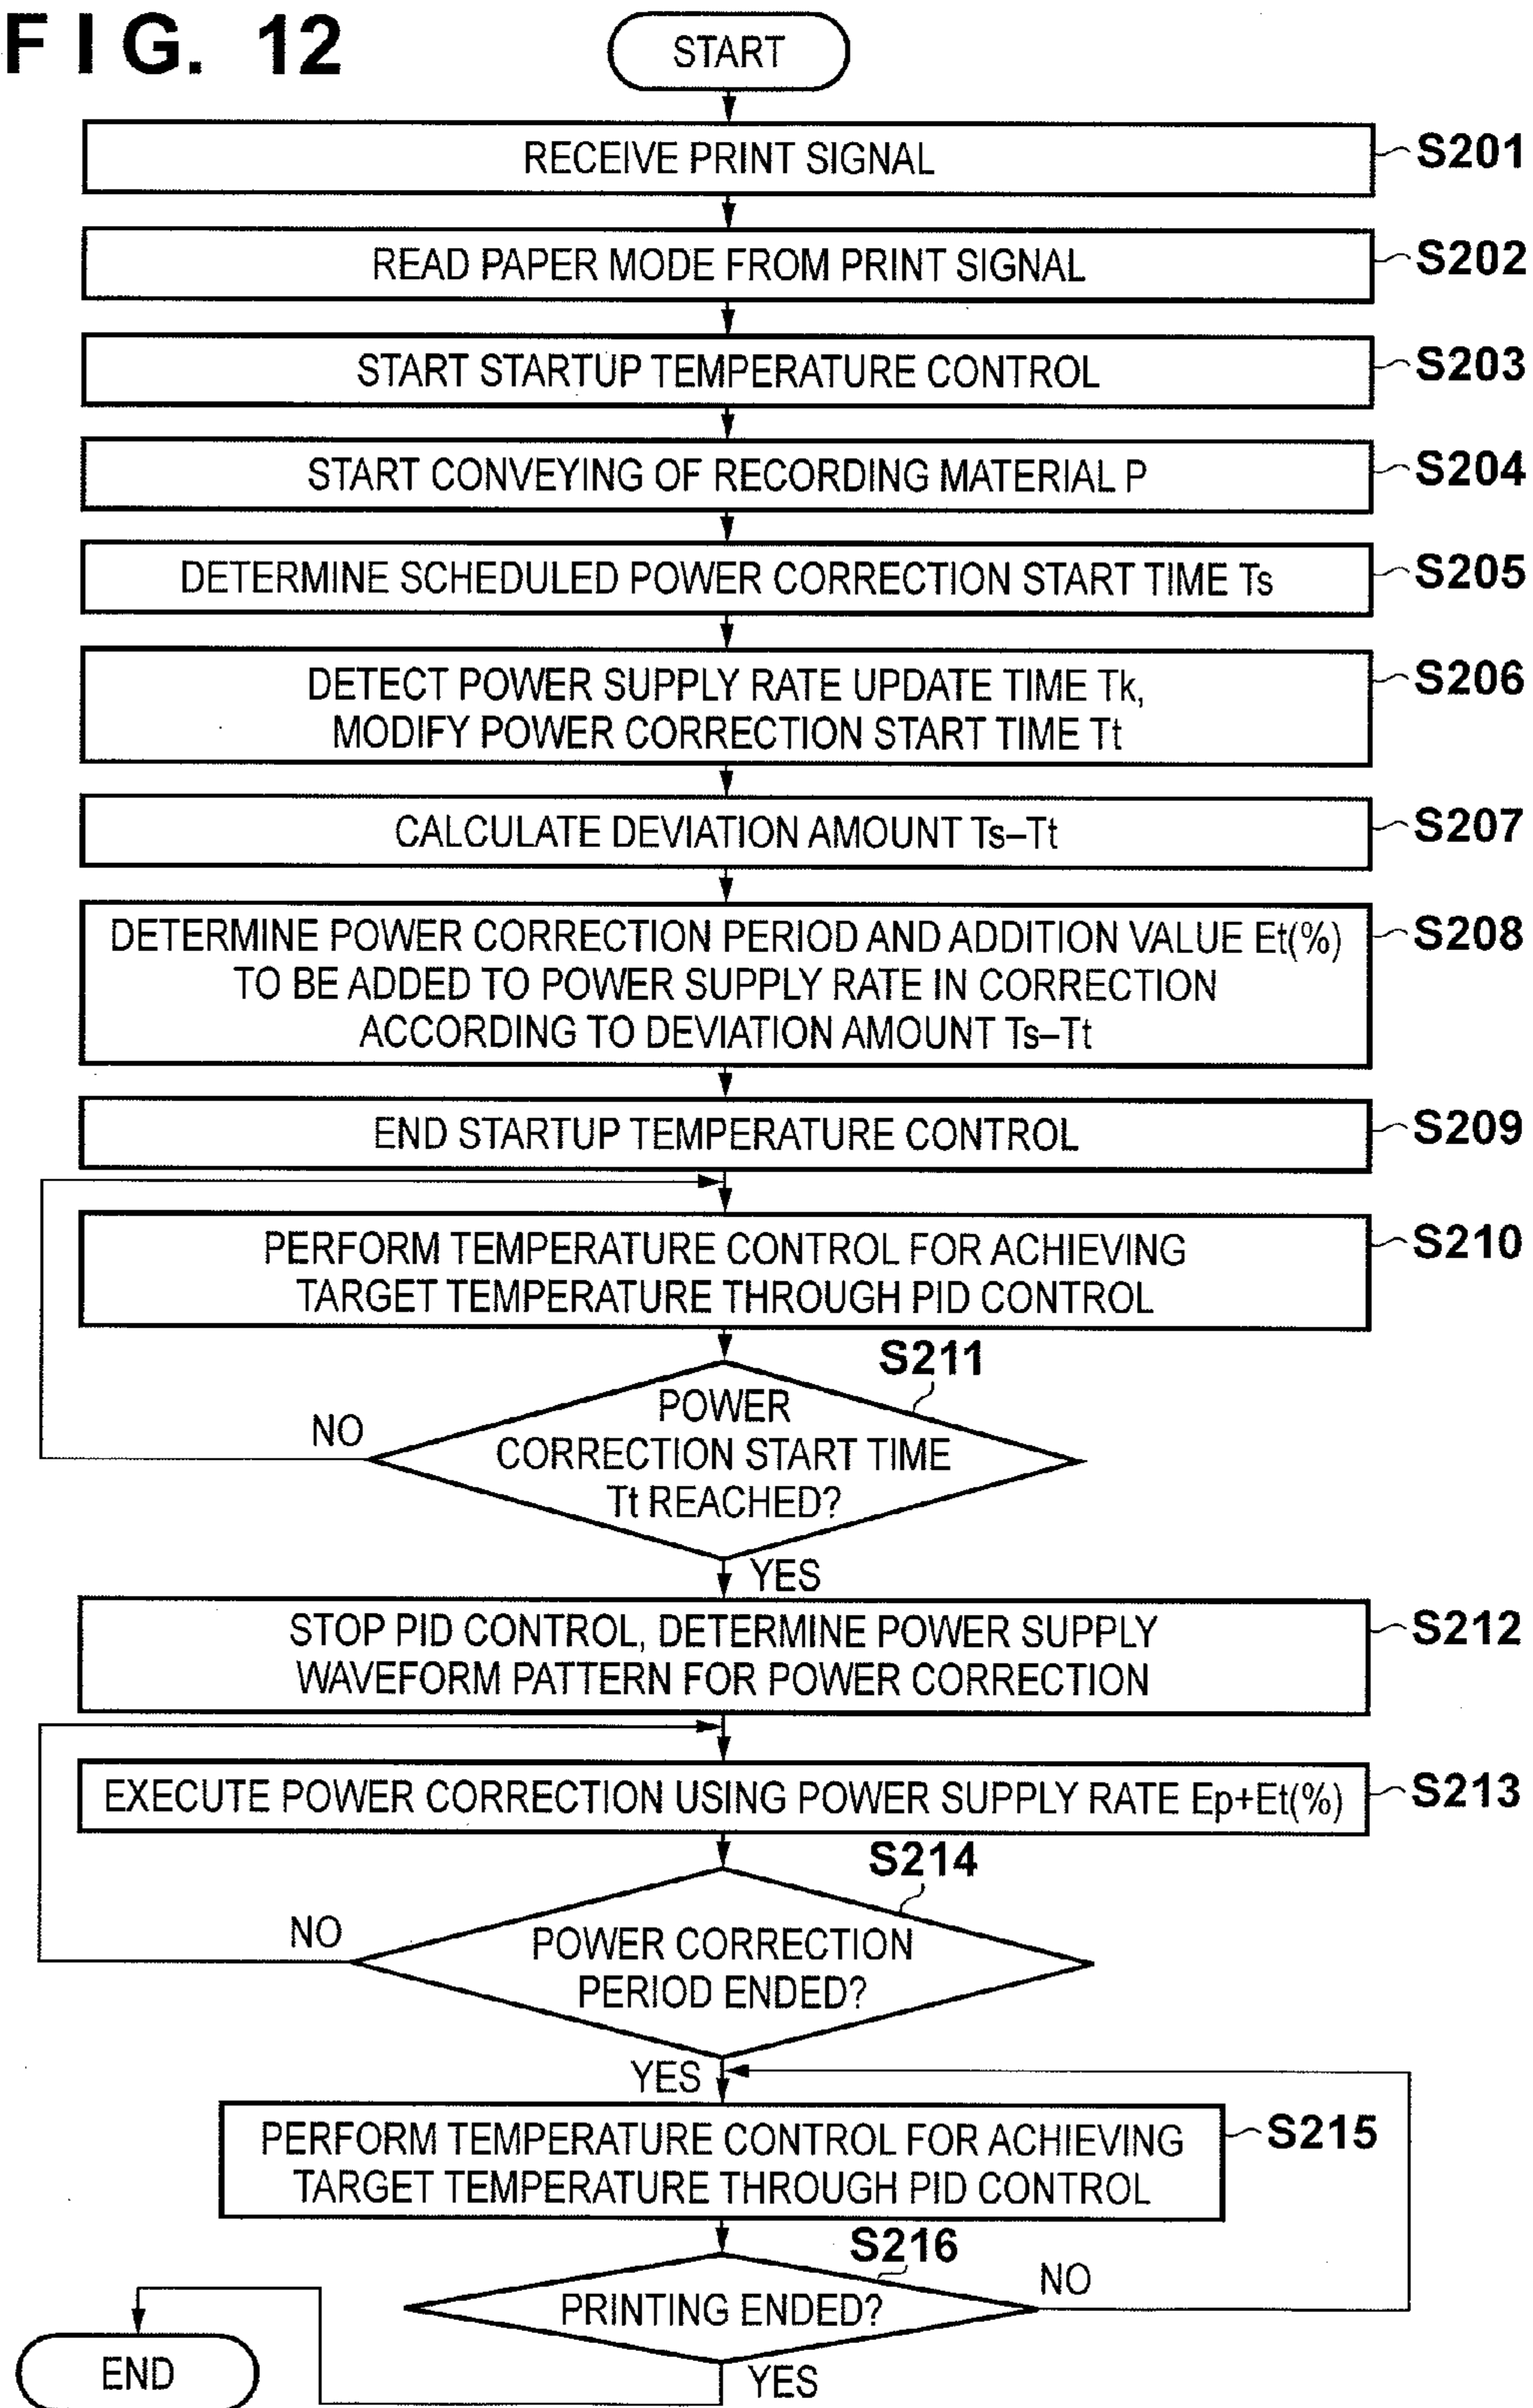 FIG. 12
START
RECEIVE PRINT SIGNAL
S201
READ PAPER MODE FROM PRINT SIGNAL
S202
START STARTUP TEMPERATURE CONTROL
S203
START CONVEYING OF RECORDING MATERIAL P
S204
DETERMINE SCHEDULED POWER CORRECTION START TIME Ts
S205
DETECT POWER SUPPLY RATE UPDATE TIME Tk,
MODIFY POWER CORRECTION START TIME Tt
S206
CALCULATE DEVIATION AMOUNT Ts–Tt
S207
DETERMINE POWER CORRECTION PERIOD AND ADDITION VALUE Et(%)
TO BE ADDED TO POWER SUPPLY RATE IN CORRECTION
ACCORDING TO DEVIATION AMOUNT Ts–Tt
S208
END STARTUP TEMPERATURE CONTROL
S209
PERFORM TEMPERATURE CONTROL FOR ACHIEVING
TARGET TEMPERATURE THROUGH PID CONTROL
S210
S211
POWER
CORRECTION START TIME
Tt REACHED?
NO
YES
STOP PID CONTROL, DETERMINE POWER SUPPLY
WAVEFORM PATTERN FOR POWER CORRECTION
S212
EXECUTE POWER CORRECTION USING POWER SUPPLY RATE Ep+Et(%)
S213
S214
POWER CORRECTION
PERIOD ENDED?
NO
YES
PERFORM TEMPERATURE CONTROL FOR ACHIEVING
TARGET TEMPERATURE THROUGH PID CONTROL
S215
S216
PRINTING ENDED?
NO
YES
END